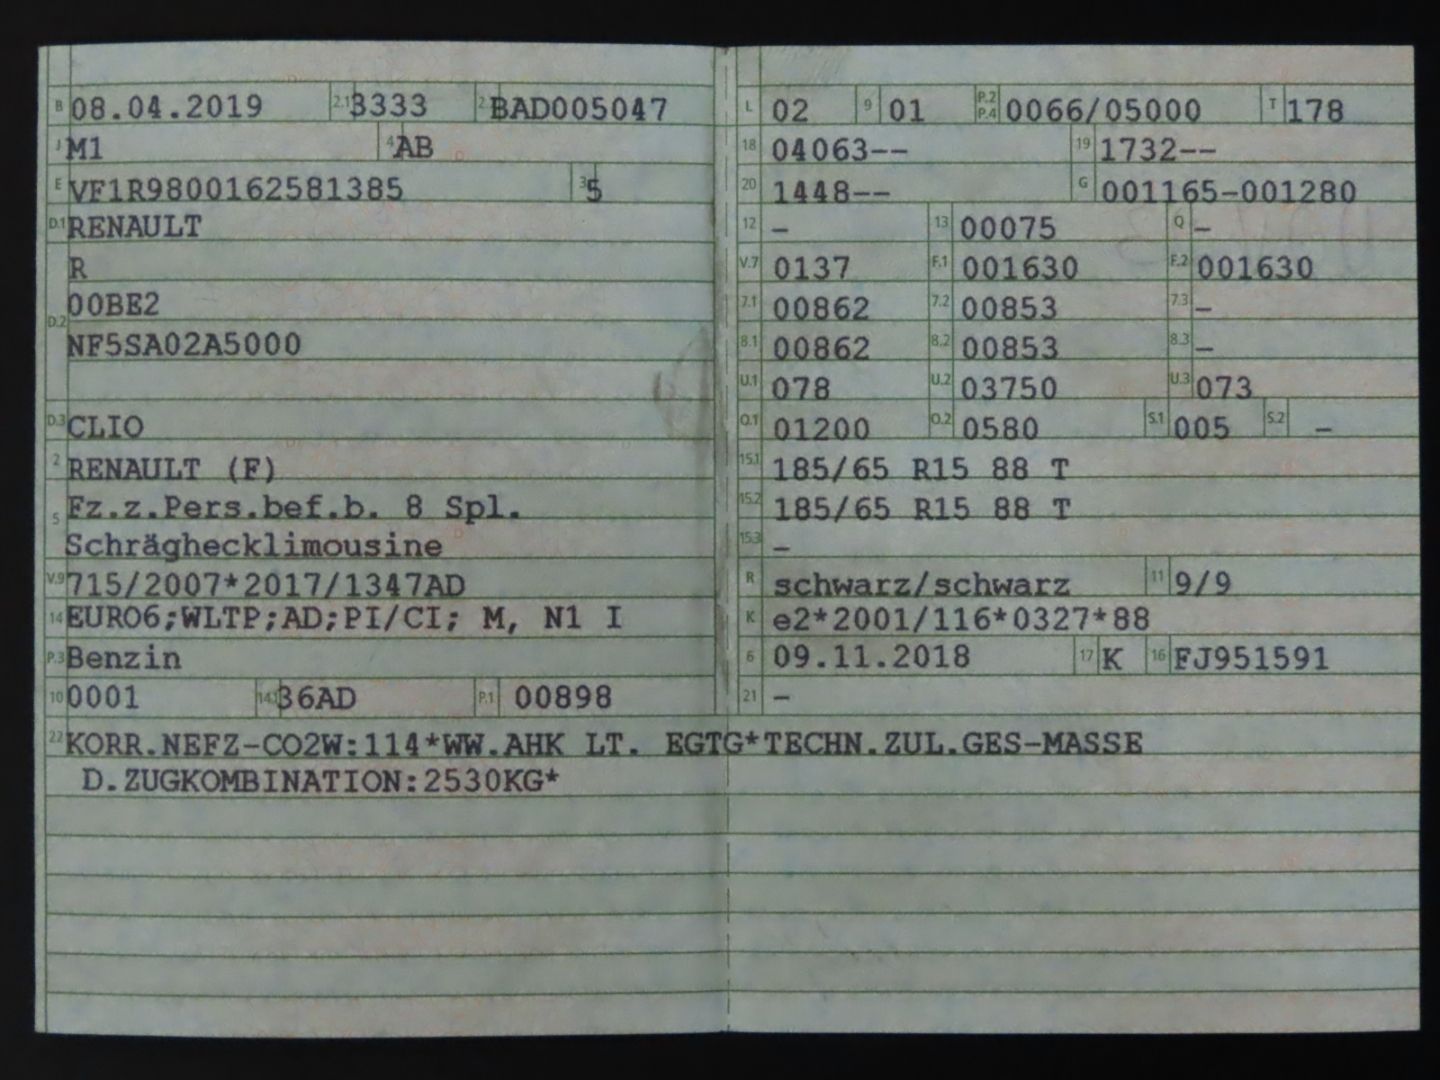 B 08.04.2019 2.1 3333 2. BAD005047
J M1 4 AB
E VF1R9800162581385 3 5
D.1 RENAULT
R
00BE2
D.2
NF5SA02A5000
D.3 CLIO
2 RENAULT (F)
Fz.z.Pers.bef.b. 8 Spl.
5
Schräghecklimousine
V.9 715/2007*2017/1347AD
14 EURO6;WLTP;AD;PI/CI; M, N1 I
P.3 Benzin
10 0001 14.1 36AD P.1 00898
L 02 9 01 P.2 P.4 0066/05000 T 178
18 04063-- 19 1732--
20 1448-- G 001165-001280
12 - 13 00075 Q -
V.7 0137 F.1 001630 F.2 001630
7.1 00862 7.2 00853 7.3 -
8.1 00862 8.2 00853 8.3 -
U.1 078 U.2 03750 U.3 073
O.1 01200 O.2 0580 S.1 005 S.2 -
15.1 185/65 R15 88 T
15.2 185/65 R15 88 T
15.3 -
R schwarz/schwarz 11 9/9
K e2*2001/116*0327*88
6 09.11.2018 17 K 16 FJ951591
21 -
22 KORR.NEFZ-CO2W:114*WW.AHK LT. EGTG*TECHN.ZUL.GES-MASSE
D.ZUGKOMBINATION:2530KG*